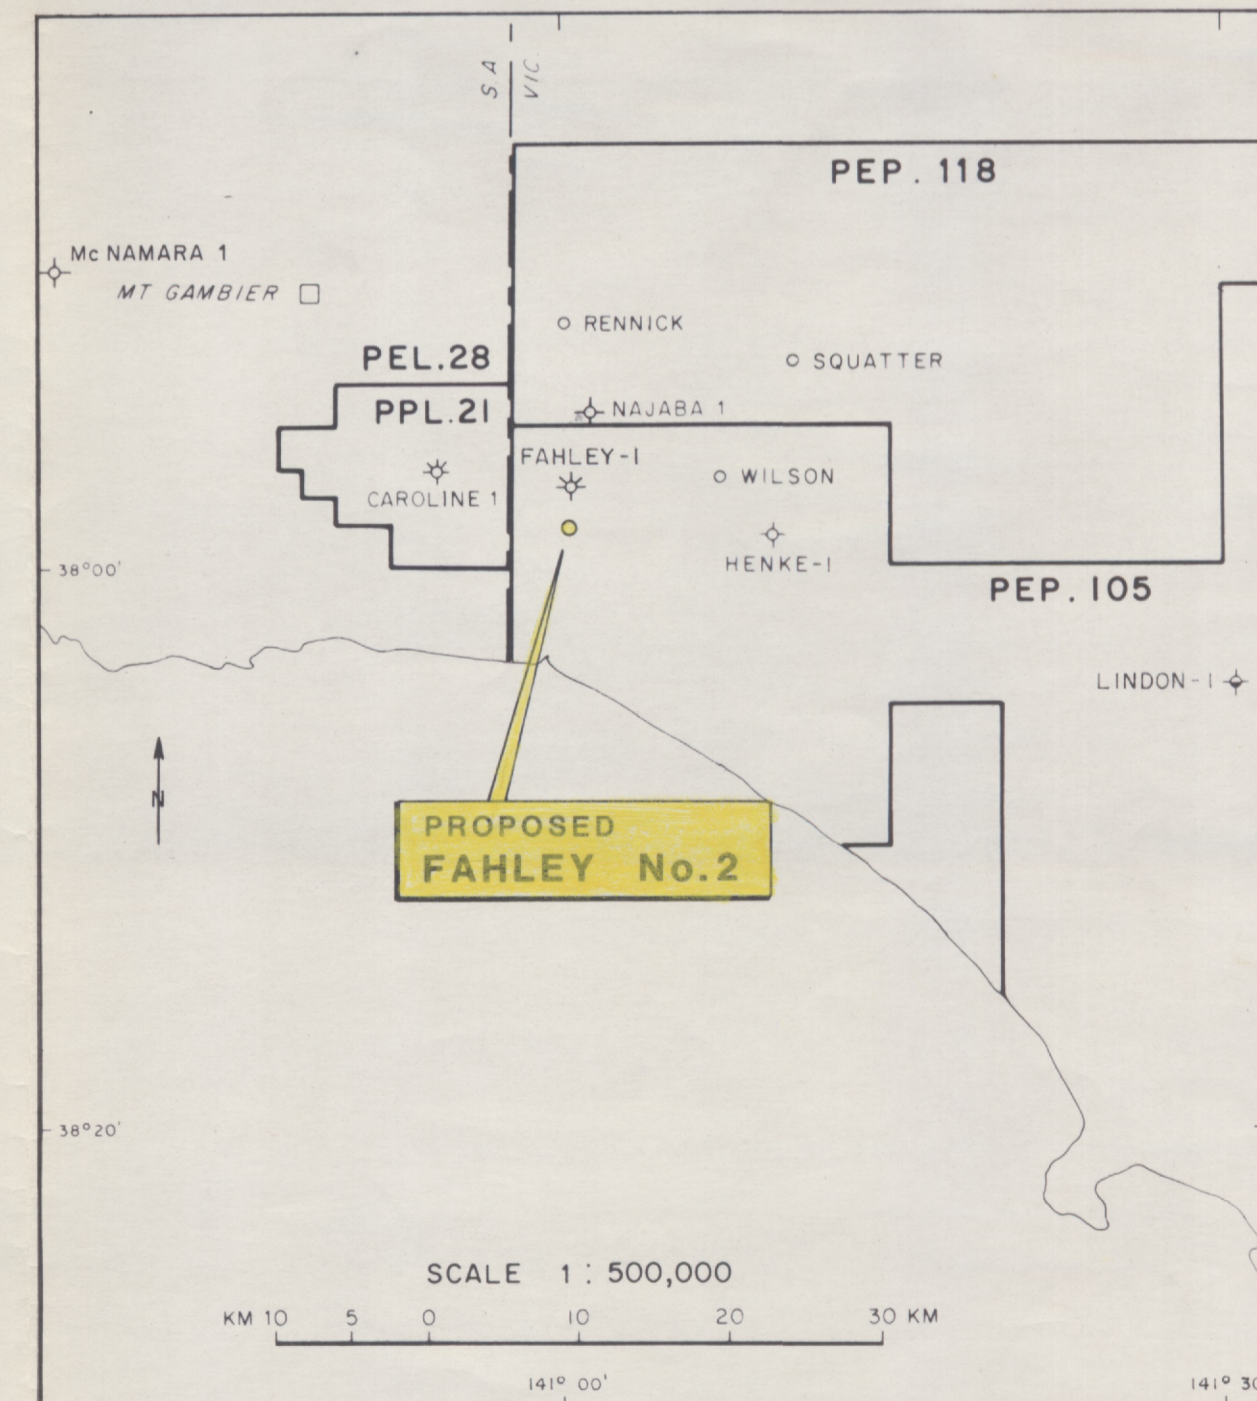 S.A
VIC
PEP. 118
Mc NAMARA 1
MT GAMBIER
RENNICK
PEL.28
SQUATTER
PPL.21
NAJABA 1
FAHLEY-1
WILSON
CAROLINE 1
HENKE-1
38°00'
PEP. 105
LINDON-1
N
PROPOSED
FAHLEY No.2
38°20'
SCALE 1 : 500,000
KM 10 5 0 10 20 30 KM
141° 00'
141° 30